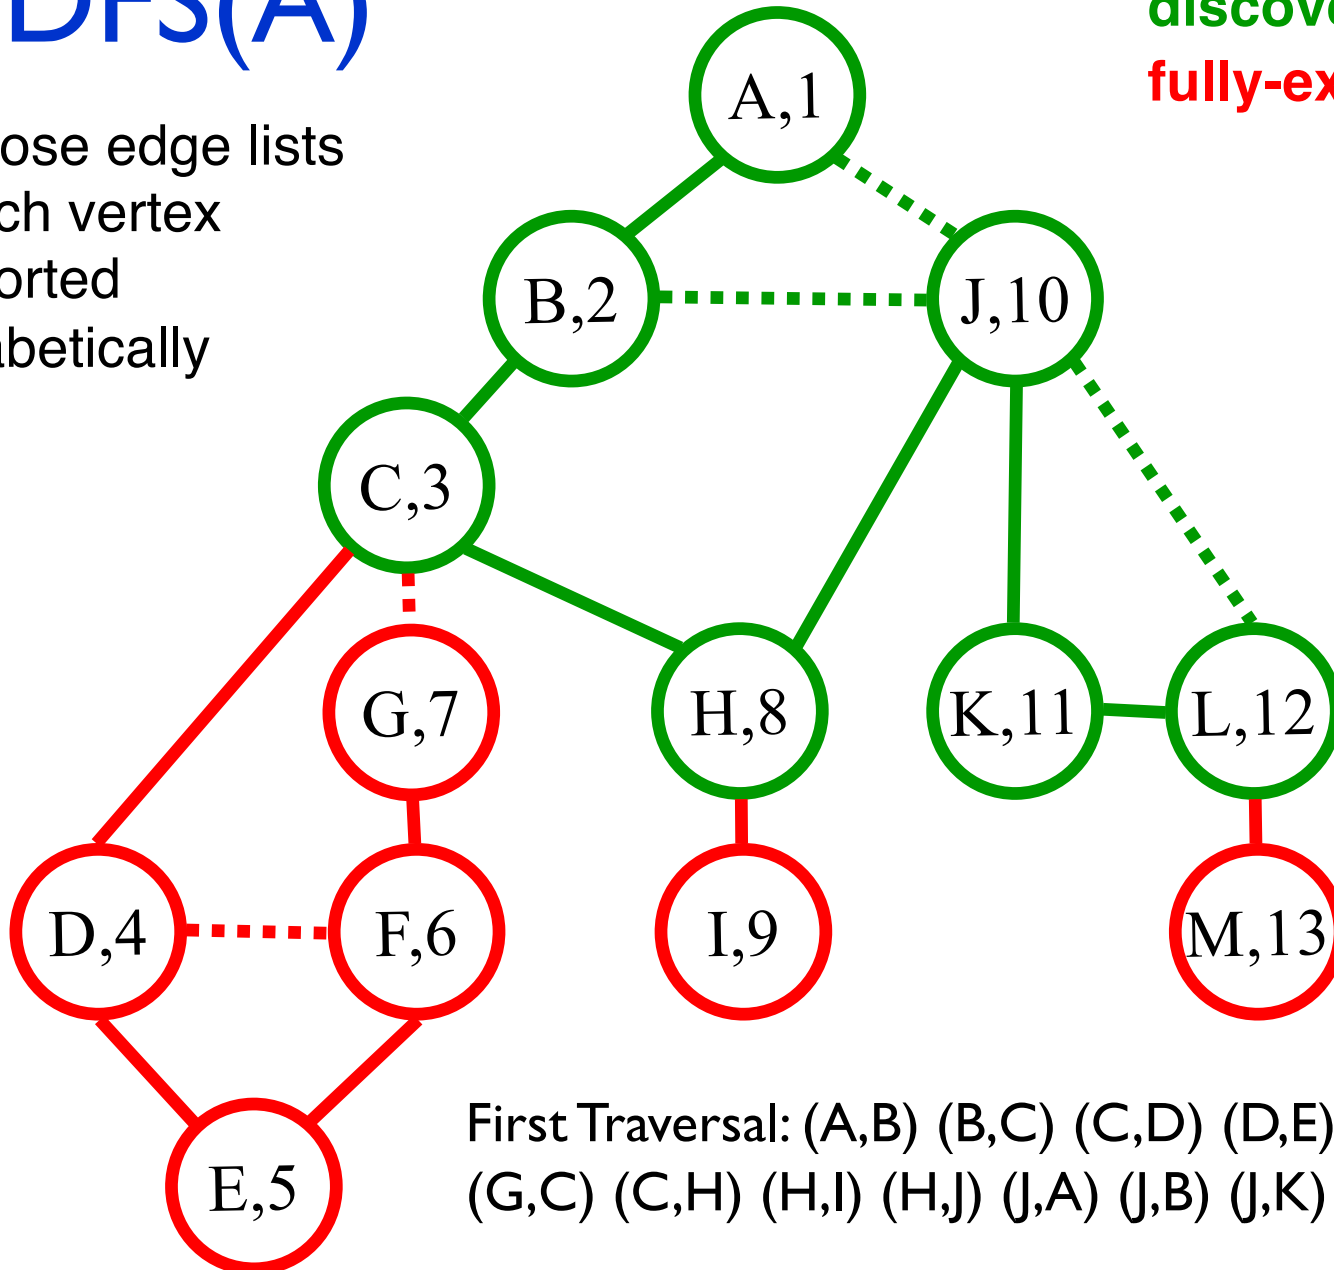 DFS(A)
discov
fully-ex
ose edge lists
ch vertex
orted
abetically
A,1
B,2
J,10
C,3
G,7
H,8
K,11
L,12
D,4
F,6
I,9
M,13
E,5
First Traversal: (A,B) (B,C) (C,D) (D,E)
(G,C) (C,H) (H,I) (H,J) (J,A) (J,B) (J,K)